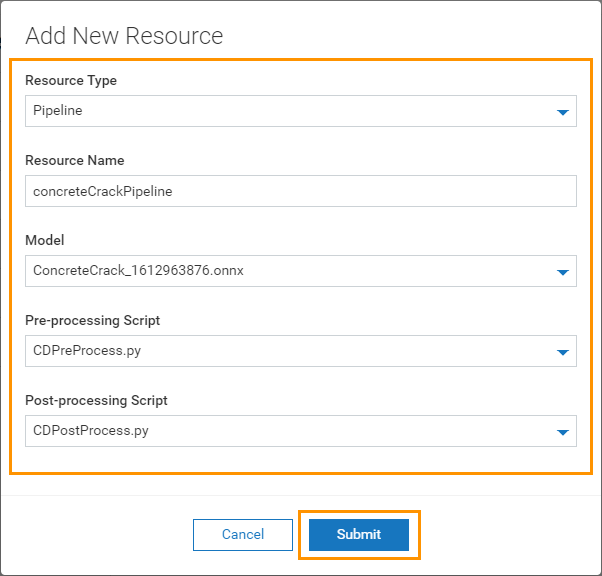 Add New Resource
Resource Type
Pipeline
Resource Name
concreteCrackPipeline
Model
ConcreteCrack_1612963876.onnx
Pre-processing Script
CDPreProcess.py
Post-processing Script
CDPostProcess.py
Cancel Submit